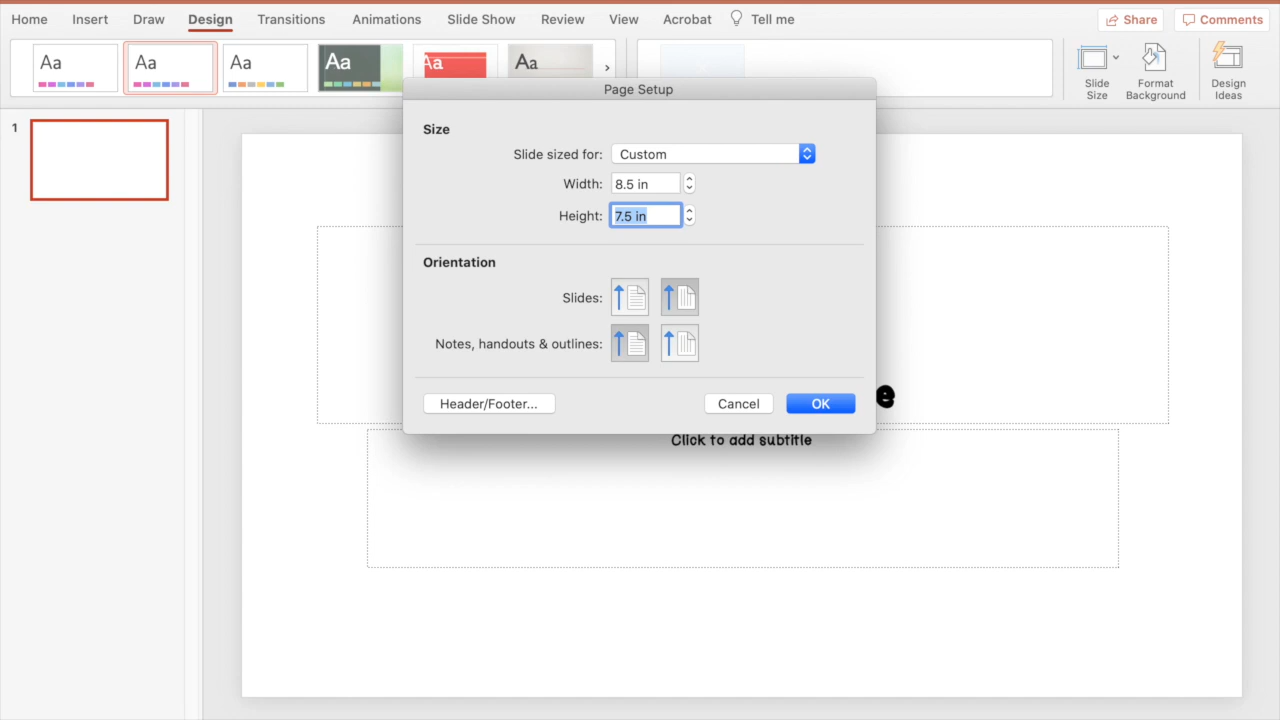 Home Insert Draw Design Transitions Animations Slide Show Review View Acrobat Tell me Share Comments
Aa Aa Aa Aa Aa Aa
Slide Size
Format Background
Design Ideas
Page Setup
1
Size
Slide sized for: Custom
Width: 8.5 in
Height: 7.5 in
Orientation
Slides:
Notes, handouts & outlines:
Header/Footer... Cancel OK
e
Click to add subtitle